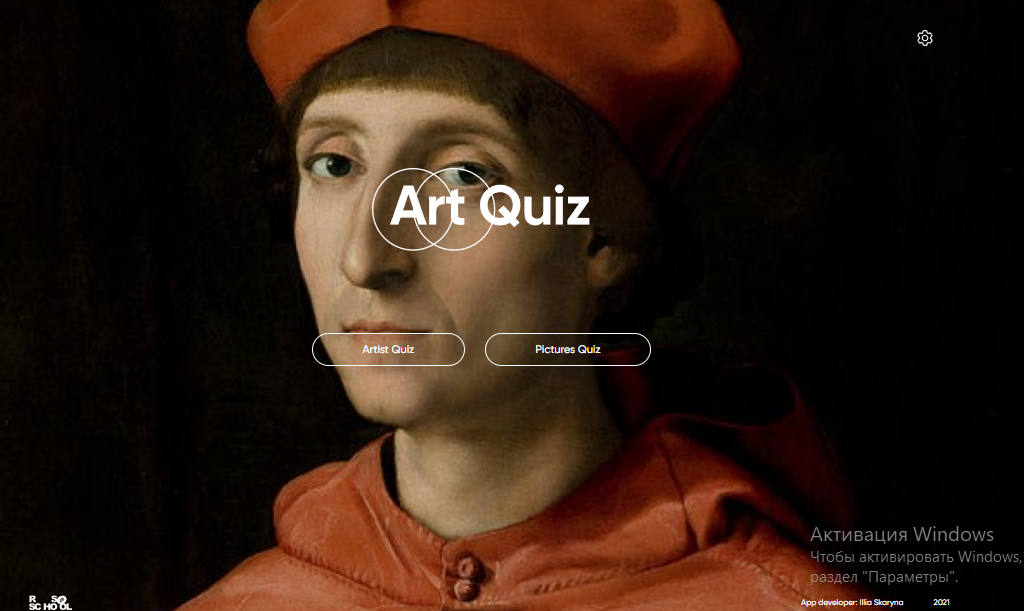 Art Quiz
Artist Quiz
Pictures Quiz
Активация Windows
Чтобы активировать Windows,
раздел "Параметры".
R S
SCHOOL
App developer: Illia Skaryna
2021